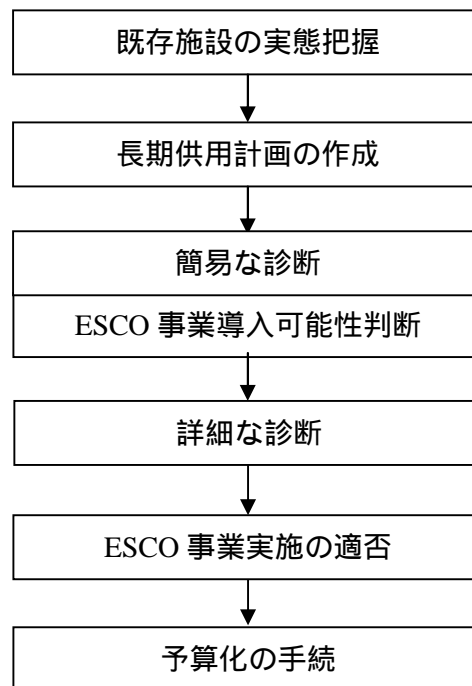 既存施設の実態把握
長期供用計画の作成
簡易な診断
ESCO 事業導入可能性判断
詳細な診断
ESCO 事業実施の適否
予算化の手続